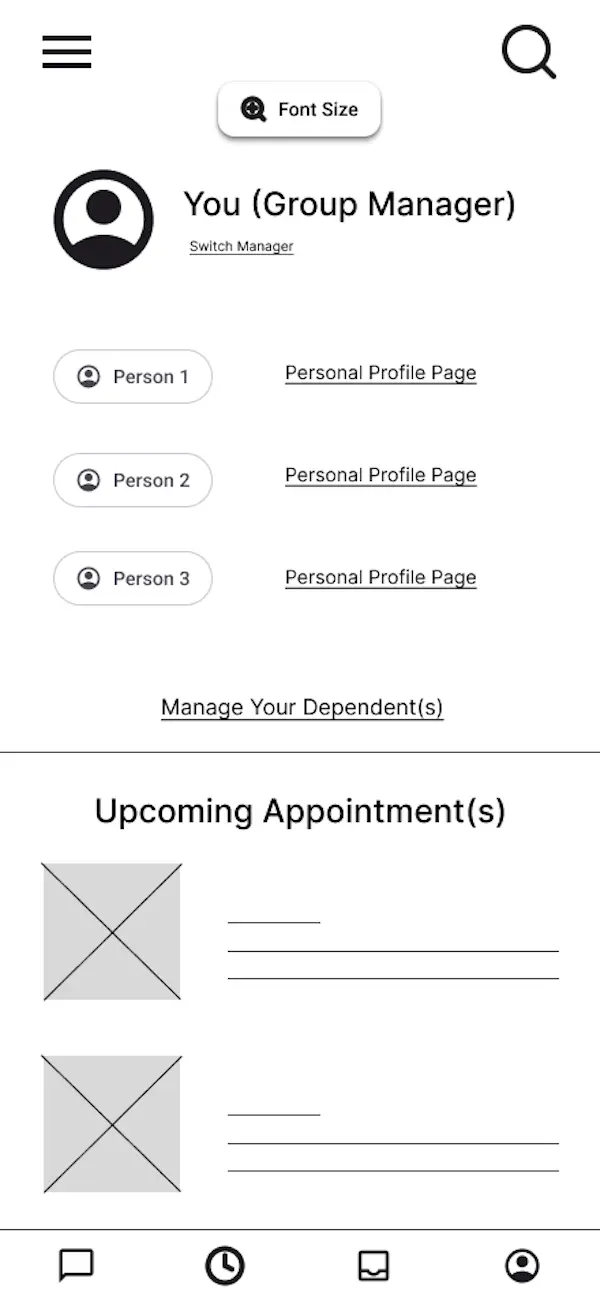 Font Size
You (Group Manager)
Switch Manager
Person 1
Personal Profile Page
Person 2
Personal Profile Page
Person 3
Personal Profile Page
Manage Your Dependent(s)
Upcoming Appointment(s)